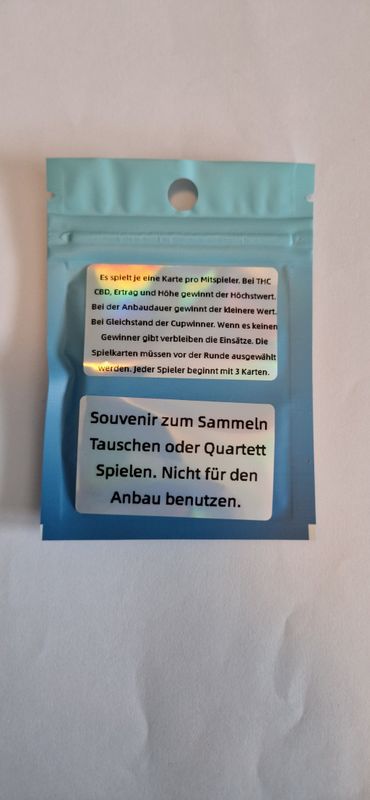 Es spielt je eine Karte pro Mitspieler. Bei THC
CBD, Ertrag und Höhe gewinnt der Höchstwert.
Bei der Anbaudauer gewinnt der kleinere Wert.
Bei Gleichstand der Cupwinner. Wenn es keinen
Gewinner gibt verbleiben die Einsätze. Die
Spielkarten müssen vor der Runde ausgewählt
werden. Jeder Spieler beginnt mit 3 Karten.
Souvenir zum Sammeln
Tauschen oder Quartett
Spielen. Nicht für den
Anbau benutzen.